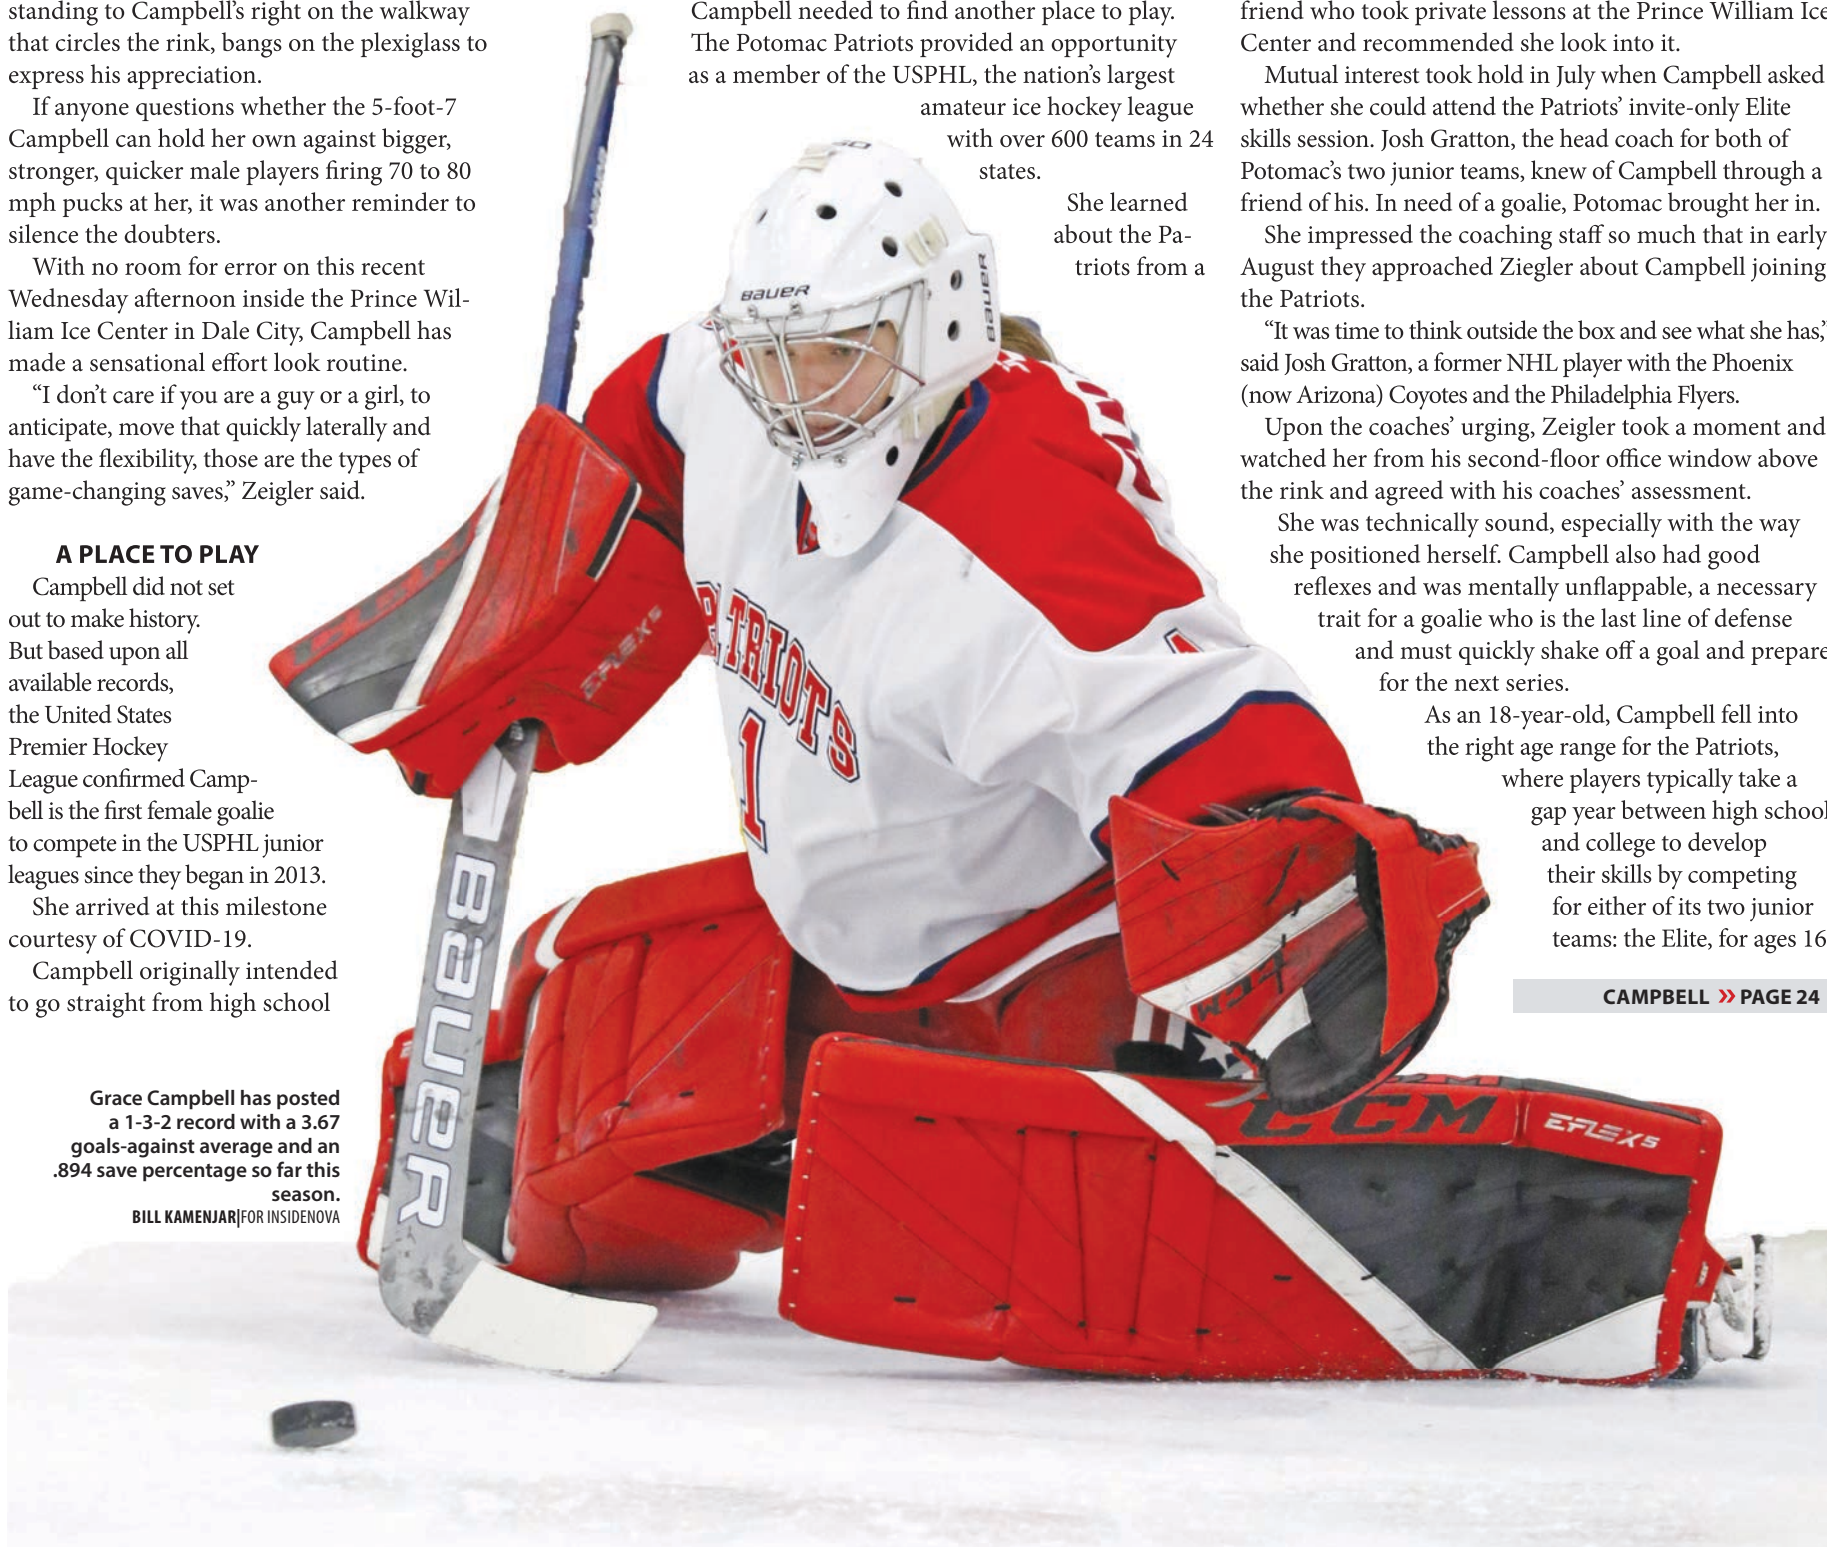 standing to Campbell's right on the walkway
that circles the rink, bangs on the plexiglass to
express his appreciation.
If anyone questions whether the 5-foot-7
Campbell can hold her own against bigger,
stronger, quicker male players firing 70 to 80
mph pucks at her, it was another reminder to
silence the doubters.
With no room for error on this recent
Wednesday afternoon inside the Prince Wil-
liam Ice Center in Dale City, Campbell has
made a sensational effort look routine.
“I don't care if you are a guy or a girl, to
anticipate, move that quickly laterally and
have the flexibility, those are the types of
game-changing saves,” Zeigler said.
A PLACE TO PLAY
Campbell did not set
out to make history.
But based upon all
available records,
the United States
Premier Hockey
League confirmed Camp-
bell is the first female goalie
to compete in the USPHL junior
leagues since they began in 2013.
She arrived at this milestone
courtesy of COVID-19.
Campbell originally intended
to go straight from high school
Campbell needed to find another place to play.
The Potomac Patriots provided an opportunity
as a member of the USPHL, the nation's largest
amateur ice hockey league
with over 600 teams in 24
states.
She learned
about the Pa-
triots from a
friend who took private lessons at the Prince William Ice
Center and recommended she look into it.
Mutual interest took hold in July when Campbell asked
whether she could attend the Patriots' invite-only Elite
skills session. Josh Gratton, the head coach for both of
Potomac's two junior teams, knew of Campbell through a
friend of his. In need of a goalie, Potomac brought her in.
She impressed the coaching staff so much that in early
August they approached Ziegler about Campbell joining
the Patriots.
“It was time to think outside the box and see what she has,”
said Josh Gratton, a former NHL player with the Phoenix
(now Arizona) Coyotes and the Philadelphia Flyers.
Upon the coaches' urging, Zeigler took a moment and
watched her from his second-floor office window above
the rink and agreed with his coaches' assessment.
She was technically sound, especially with the way
she positioned herself. Campbell also had good
reflexes and was mentally unflappable, a necessary
trait for a goalie who is the last line of defense
and must quickly shake off a goal and prepare
for the next series.
As an 18-year-old, Campbell fell into
the right age range for the Patriots,
where players typically take a
gap year between high school
and college to develop
their skills by competing
for either of its two junior
teams: the Elite, for ages 16
CAMPBELL » PAGE 24
Grace Campbell has posted
a 1-3-2 record with a 3.67
goals-against average and an
.894 save percentage so far this
season.
BILL KAMENJAR|FOR INSIDENOVA
BAUER
BAUER
EFLEX 5
PATRIOTS
1
BAUER
CCM
CCM
EFLEX 5